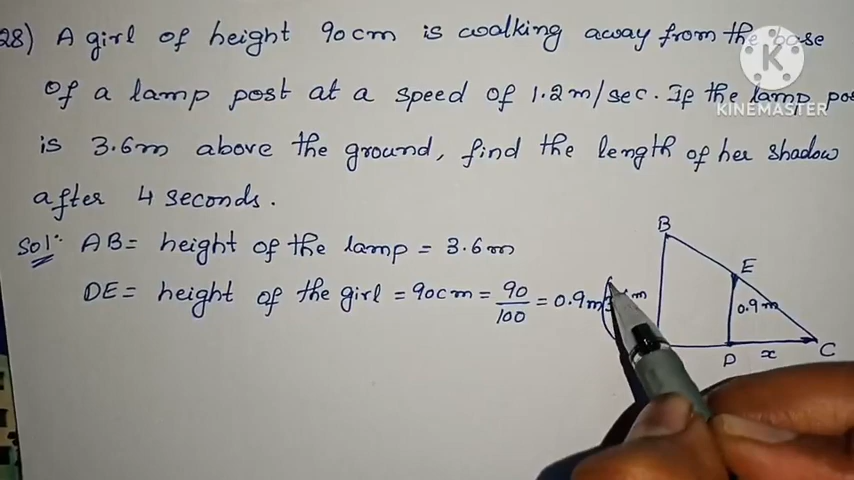 28) A girl of height 90cm is walking away from the base
of a lamp post at a speed of 1.2m/sec. If the lamp pos
is 3.6m above the ground, find the length of her shadow
after 4 seconds.
Sol:- AB = height of the lamp = 3.6m
DE = height of the girl = 90cm = 90/100 = 0.9m
B
E
0.9m
m
D
x
C
K
KINEMASTER